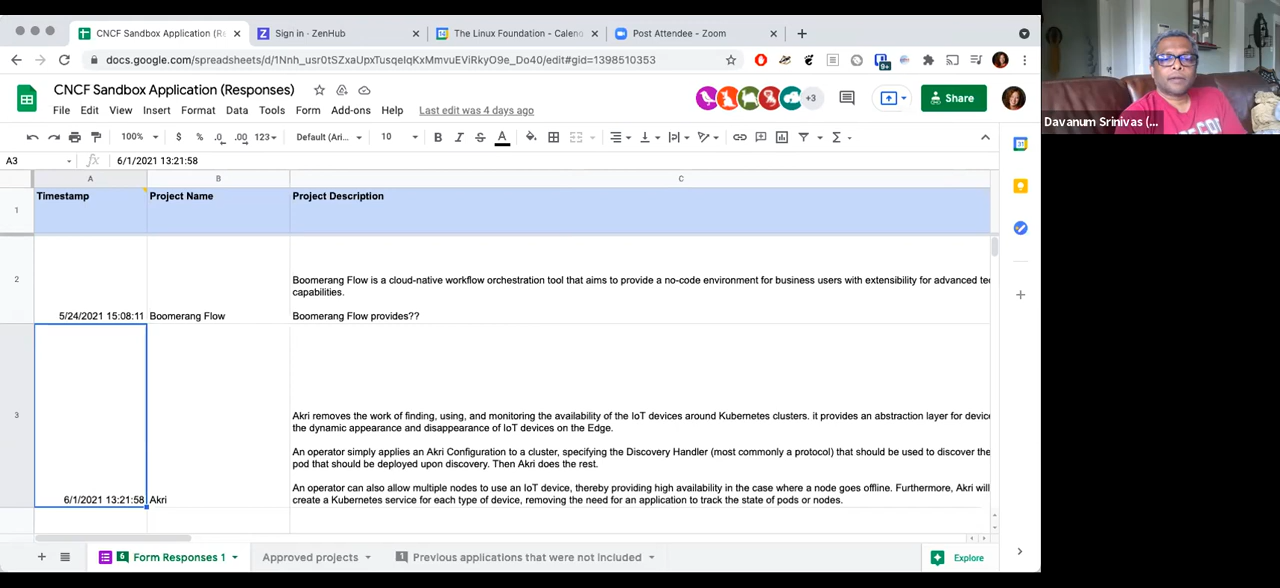 CNCF Sandbox Application (Re
Sign in · ZenHub
The Linux Foundation - Calen
Post Attendee - Zoom
docs.google.com/spreadsheets/d/1Nnh_usr0tSZxaUpxTusqeIqKxMmvuEViRkyO9e_Do40/edit#gid=1398510353
9+
CNCF Sandbox Application (Responses)
+3
Share
File Edit View Insert Format Data Tools Form Add-ons Help Last edit was 4 days ago
100% $ % .0 .00 123 Default (Ari... 10 B I S A
A3 fx 6/1/2021 13:21:58
A B C
1 Timestamp Project Name Project Description
2
Boomerang Flow is a cloud-native workflow orchestration tool that aims to provide a no-code environment for business users with extensibility for advanced te
capabilities.
5/24/2021 15:08:11 Boomerang Flow Boomerang Flow provides??
3
Akri removes the work of finding, using, and monitoring the availability of the IoT devices around Kubernetes clusters. it provides an abstraction layer for device
the dynamic appearance and disappearance of IoT devices on the Edge.
An operator simply applies an Akri Configuration to a cluster, specifying the Discovery Handler (most commonly a protocol) that should be used to discover the
pod that should be deployed upon discovery. Then Akri does the rest.
An operator can also allow multiple nodes to use an IoT device, thereby providing high availability in the case where a node goes offline. Furthermore, Akri will
6/1/2021 13:21:58 Akri create a Kubernetes service for each type of device, removing the need for an application to track the state of pods or nodes.
6 Form Responses 1 Approved projects 1 Previous applications that were not included Explore
Davanum Srinivas (...
31